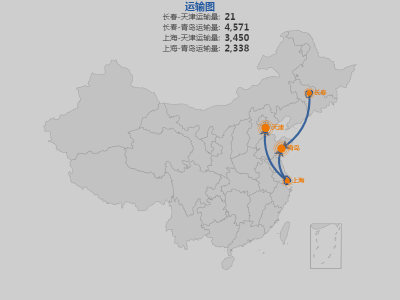 运输图
长春-天津运输量: 21
长春-青岛运输量: 4,571
上海-天津运输量: 3,450
上海-青岛运输量: 2,338
长春
天津
青岛
上海